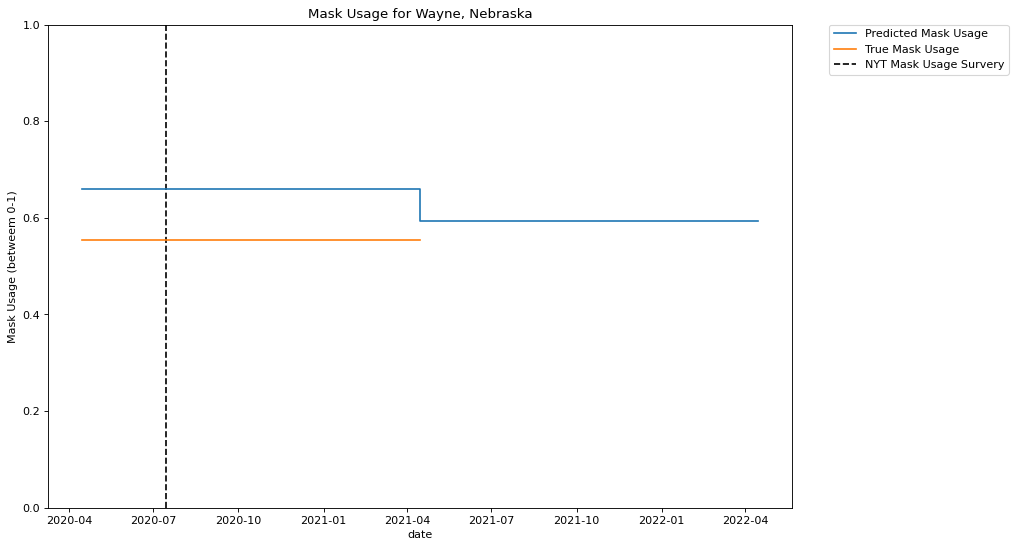 Mask Usage for Wayne, Nebraska
Predicted Mask Usage
True Mask Usage
NYT Mask Usage Survery
Mask Usage (betweem 0-1)
1.0
0.8
0.6
0.4
0.2
0.0
2020-04 2020-07 2020-10 2021-01 2021-04 2021-07 2021-10 2022-01 2022-04
date